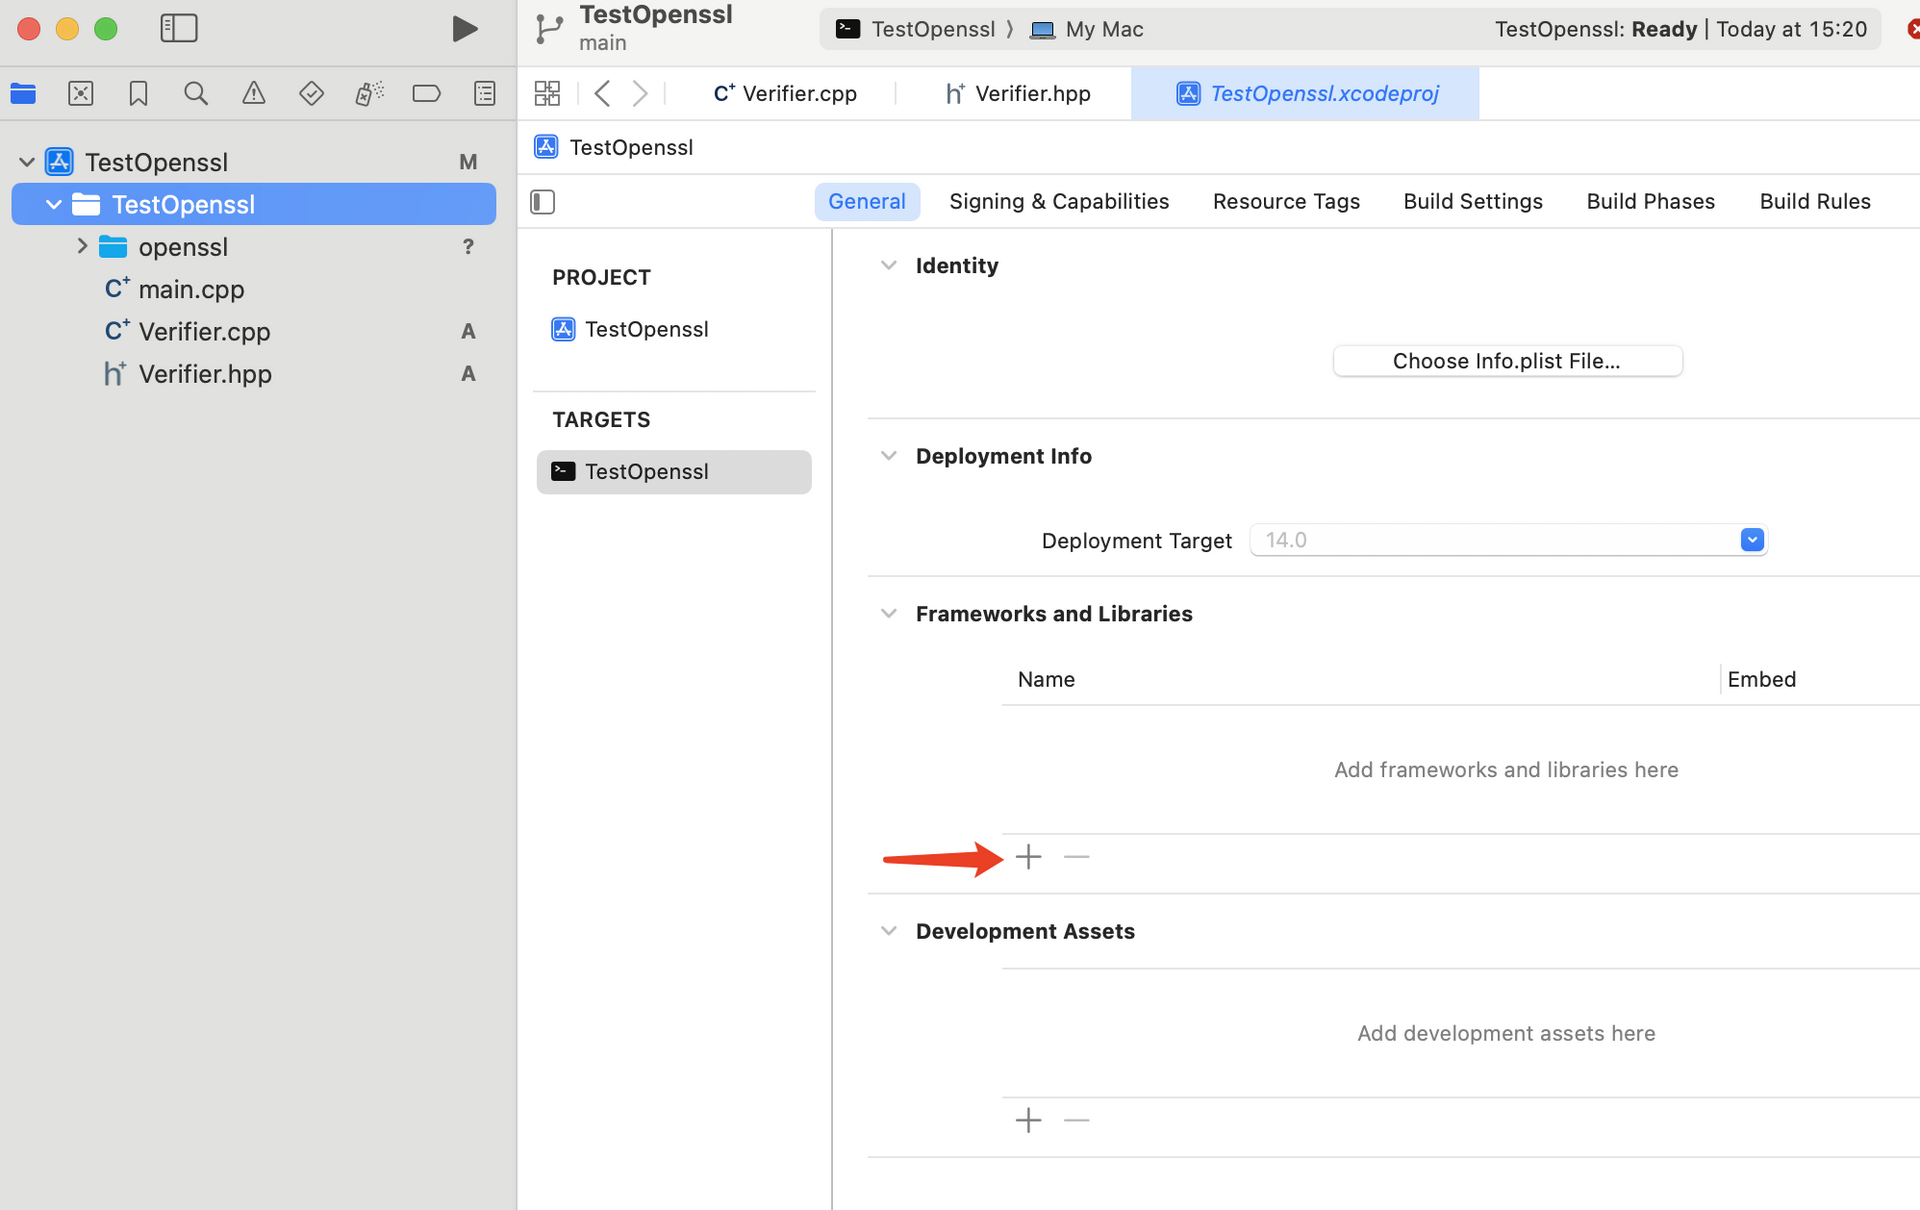 TestOpenssl
main
TestOpenssl 〉 My Mac
TestOpenssl: Ready | Today at 15:20
Verifier.cpp
Verifier.hpp
TestOpenssl.xcodeproj
TestOpenssl
TestOpenssl M
TestOpenssl
openssl ?
main.cpp
Verifier.cpp A
Verifier.hpp A
General
Signing & Capabilities
Resource Tags
Build Settings
Build Phases
Build Rules
PROJECT
TestOpenssl
TARGETS
TestOpenssl
Identity
Choose Info.plist File...
Deployment Info
Deployment Target 14.0
Frameworks and Libraries
Name Embed
Add frameworks and libraries here
Development Assets
Add development assets here